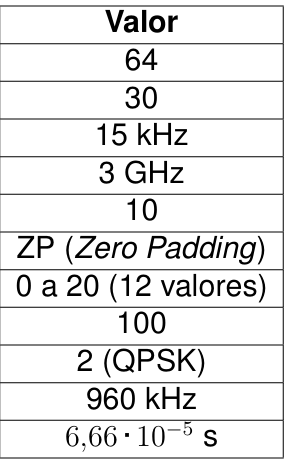 Valor
64
30
15 kHz
3 GHz
10
ZP (Zero Padding)
0 a 20 (12 valores)
100
2 (QPSK)
960 kHz
6,66 · 10⁻⁵ s